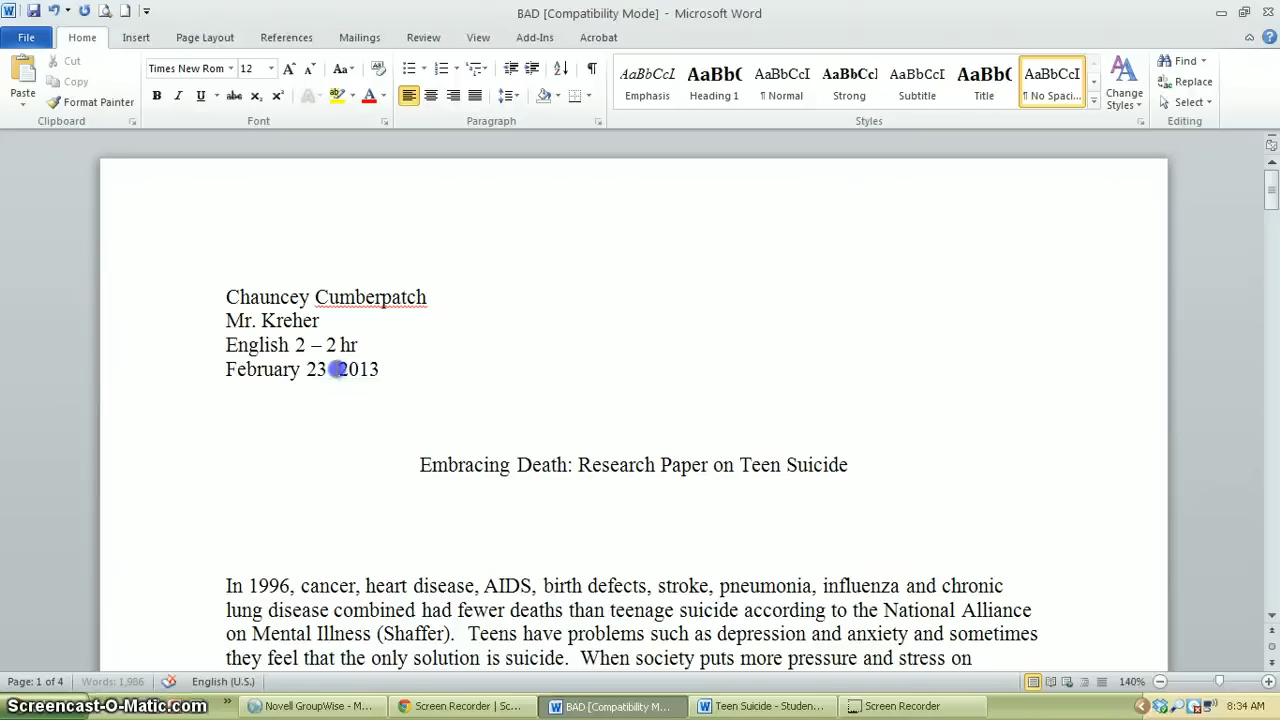 BAD [Compatibility Mode] - Microsoft Word
File Home Insert Page Layout References Mailings Review View Add-Ins Acrobat
Paste
Cut
Copy
Format Painter
Clipboard
Times New Rom 12
Font
Paragraph
AaBbCcI AaBbC AaBbCcI AaBbCcI AaBbCcI AaBbC AaBbCcI
Emphasis Heading 1 ¶ Normal Strong Subtitle Title ¶ No Spaci...
Change Styles
Styles
Find
Replace
Select
Editing
Chauncey Cumberpatch
Mr. Kreher
English 2 – 2 hr
February 23 2013
Embracing Death: Research Paper on Teen Suicide
In 1996, cancer, heart disease, AIDS, birth defects, stroke, pneumonia, influenza and chronic
lung disease combined had fewer deaths than teenage suicide according to the National Alliance
on Mental Illness (Shaffer). Teens have problems such as depression and anxiety and sometimes
they feel that the only solution is suicide. When society puts more pressure and stress on
Page: 1 of 4 Words: 1,986 English (U.S.) 140%
Screencast-O-Matic.com » Novell GroupWise - M... Screen Recorder | Sc... BAD [Compatibility M... Teen Suicide - Studen... Screen Recorder 8:34 AM